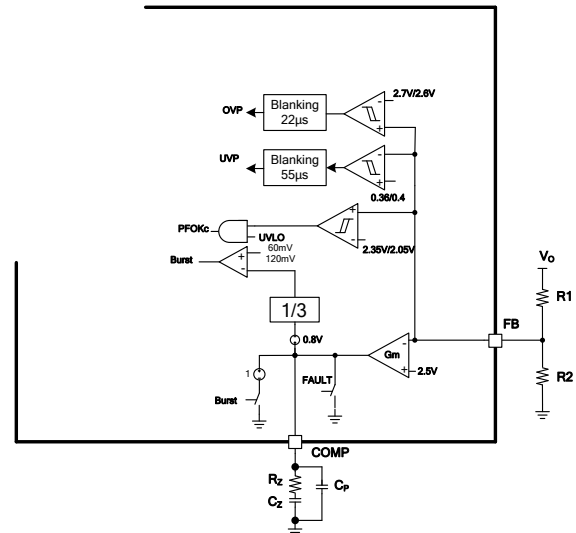 2.7V/2.6V
OVP
Blanking
22µs
-
+
UVP
Blanking
55µs
-
+
0.36/0.4
PFOKc
UVLO
+
-
2.35V/2.05V
Burst
+
-
60mV
120mV
1/3
0.8V
Gm
-
+
2.5V
FB
Vo
R1
R2
1
Burst
FAULT
COMP
RZ
CZ
CP